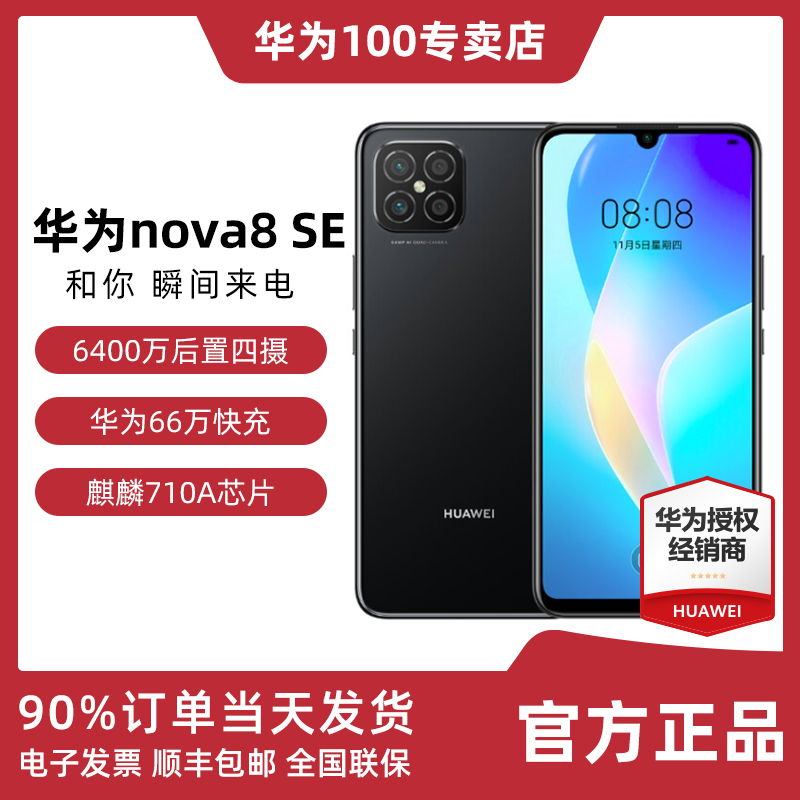 华为100专卖店
华为nova8 SE
和你 瞬间来电
6400万后置四摄
华为66万快充
麒麟710A芯片
64MP AI QUAD-CAMERA
HUAWEI
08:08
11月5日星期四
华为授权
经销商
HUAWEI
90%订单当天发货
电子发票 顺丰包邮 全国联保
官方正品